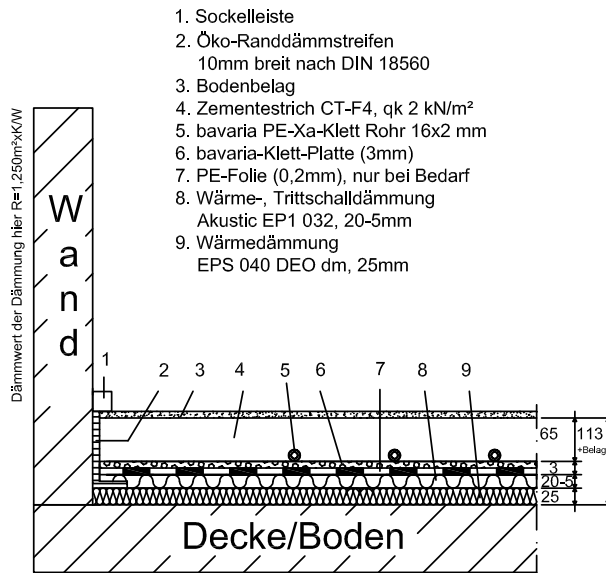 1. Sockelleiste
2. Öko-Randdämmstreifen
10mm breit nach DIN 18560
3. Bodenbelag
4. Zementestrich CT-F4, qk 2 kN/m²
5. bavaria PE-Xa-Klett Rohr 16x2 mm
6. bavaria-Klett-Platte (3mm)
7. PE-Folie (0,2mm), nur bei Bedarf
8. Wärme-, Trittschalldämmung
Akustic EP1 032, 20-5mm
9. Wärmedämmung
EPS 040 DEO dm, 25mm
Dämmwert der Dämmung hier R=1,250m²xK/W
Wand
1
2 3 4 5 6 7 8 9
65 113
+Belag
3
20-5
25
Decke/Boden